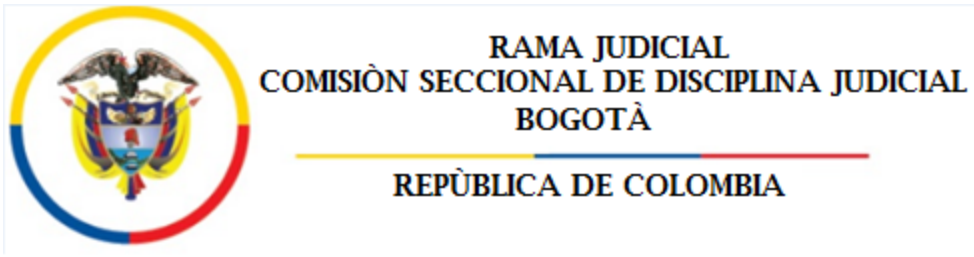 RAMA JUDICIAL
COMISIÒN SECCIONAL DE DISCIPLINA JUDICIAL
BOGOTÀ
REPÙBLICA DE COLOMBIA